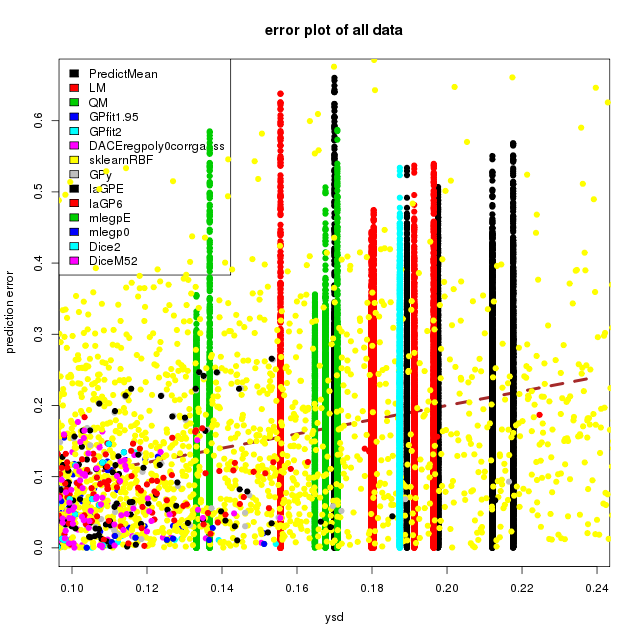 error plot of all data
PredictMean
LM
QM
GPfit1.95
GPfit2
DACEregpoly0corrgauss
sklearnRBF
GPy
laGPE
laGP6
mlegpE
mlegp0
Dice2
DiceM52
prediction error
0.0
0.1
0.2
0.3
0.4
0.5
0.6
0.10
0.12
0.14
0.16
0.18
0.20
0.22
0.24
ysd